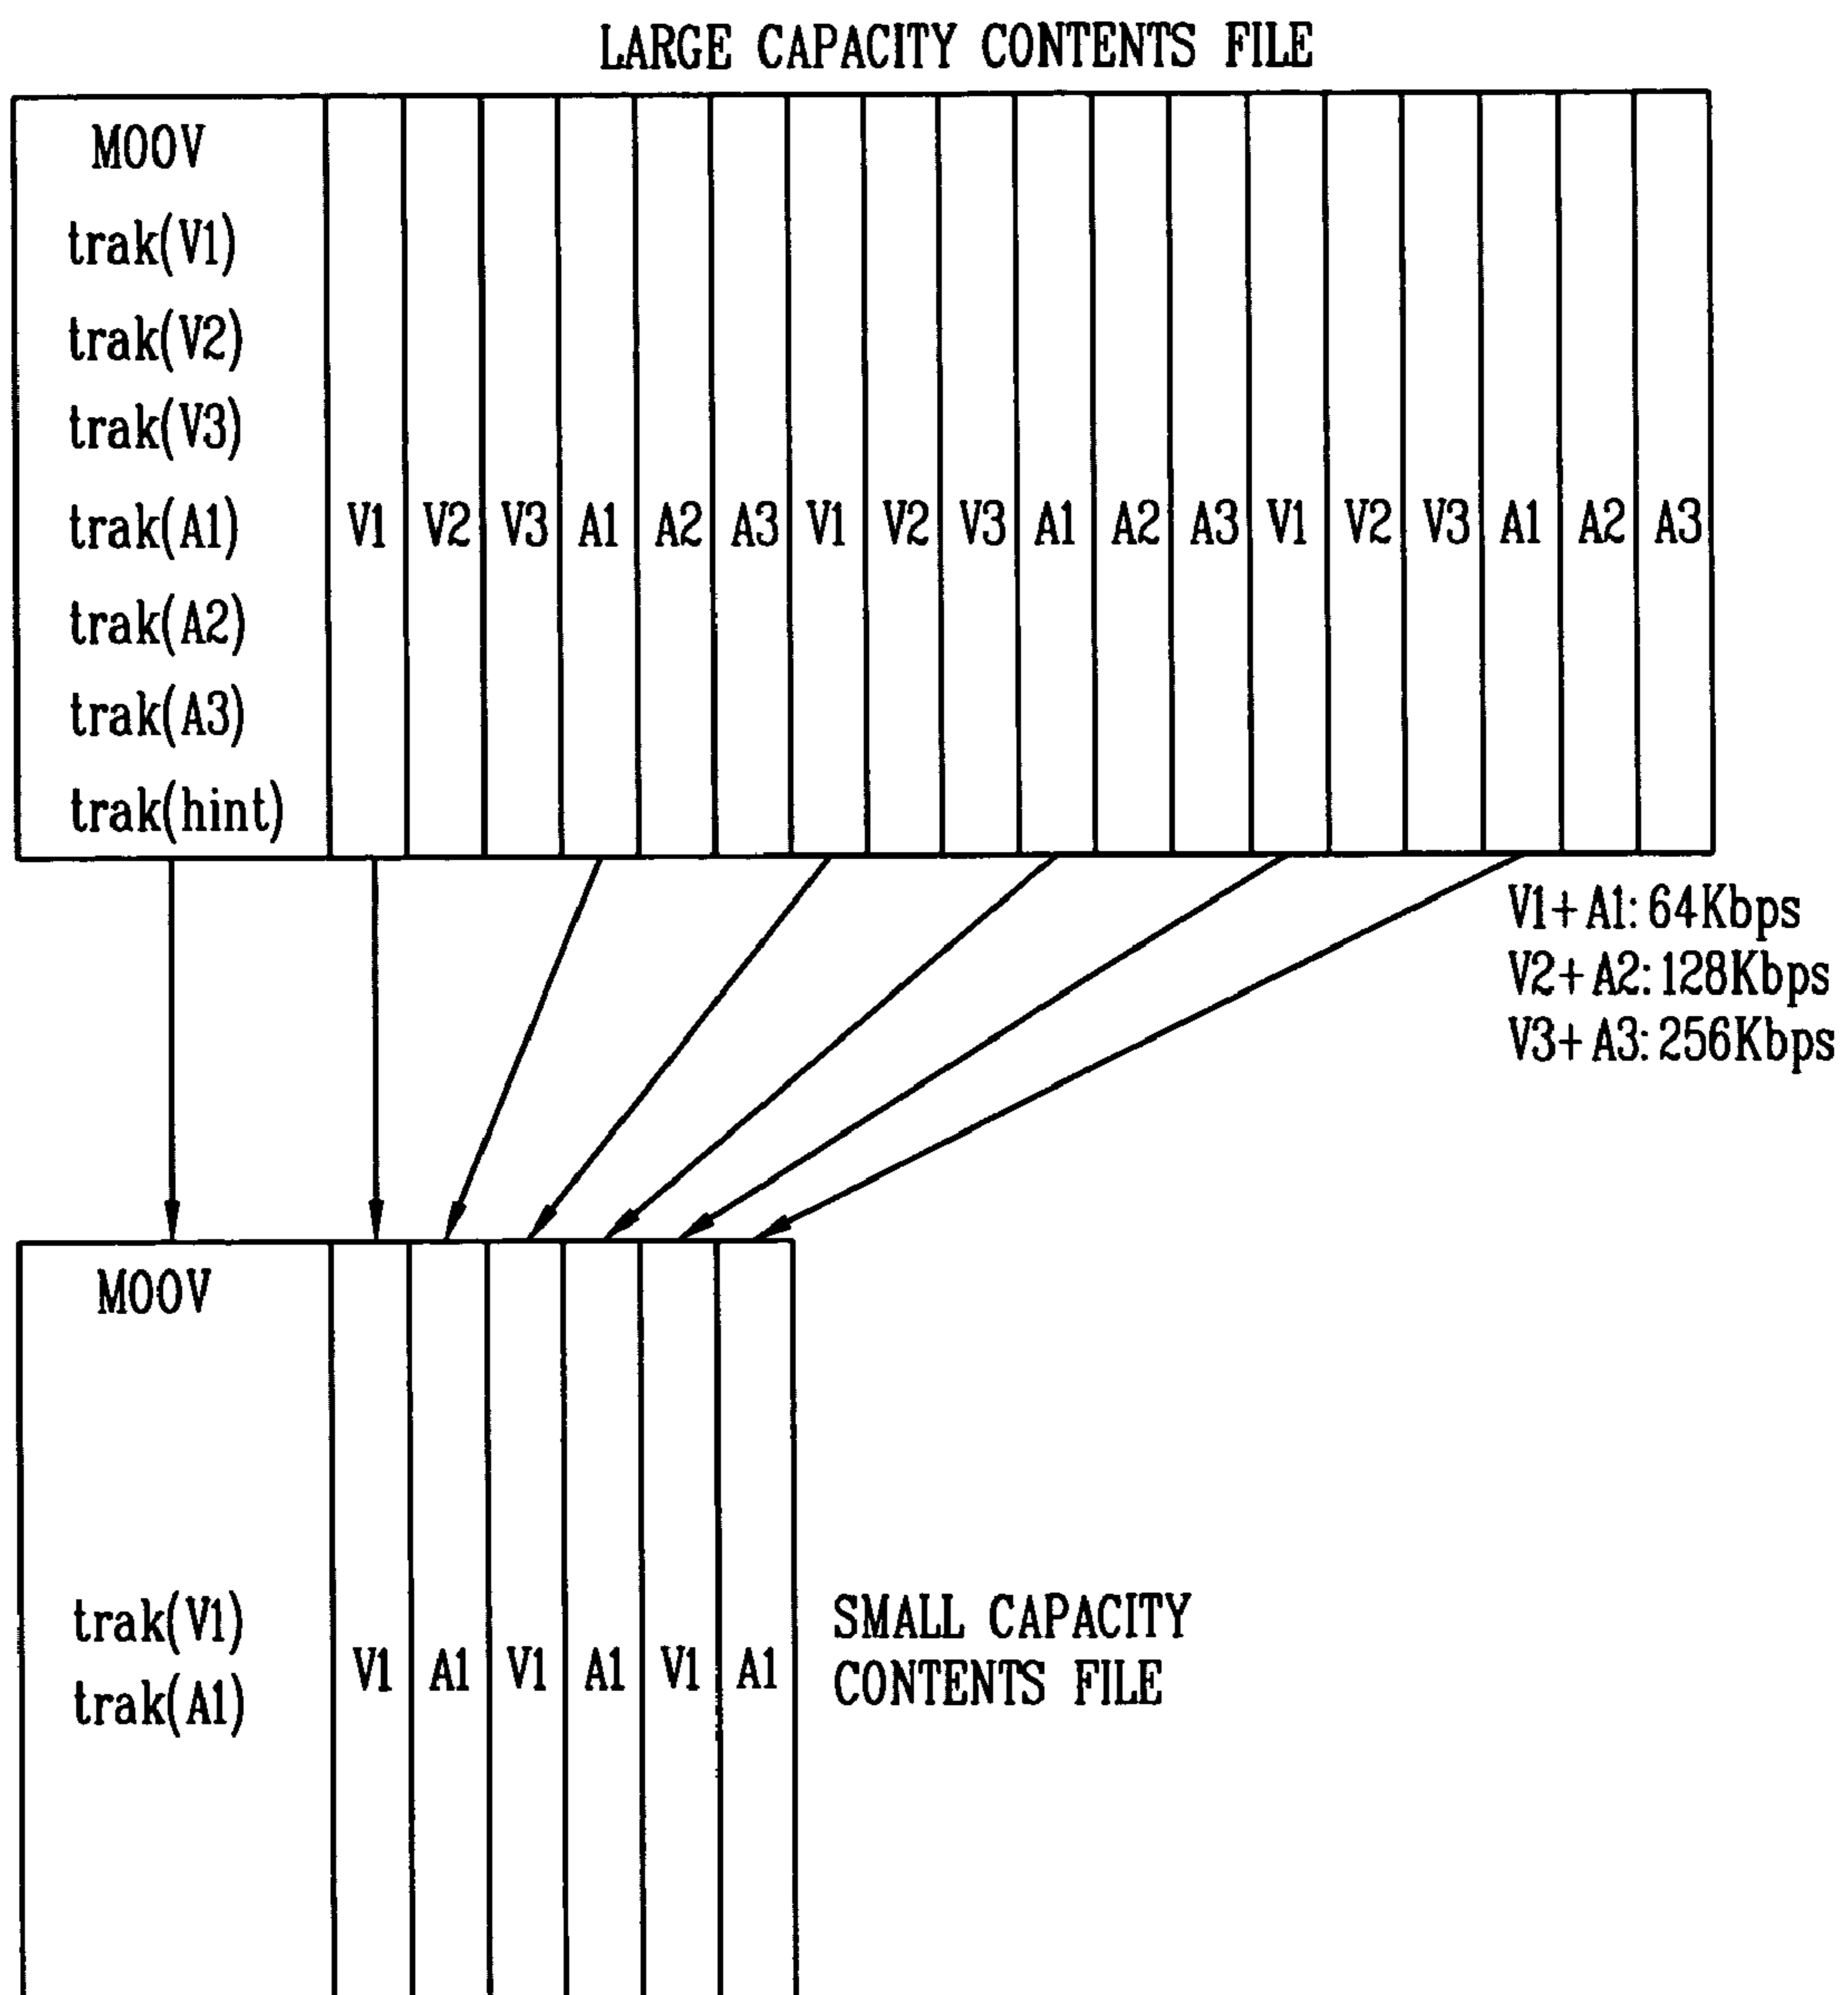 LARGE CAPACITY CONTENTS FILE
MOOV
trak(V1)
trak(V2)
trak(V3)
trak(A1)
trak(A2)
trak(A3)
trak(hint)
V1 V2 V3 A1 A2 A3 V1 V2 V3 A1 A2 A3 V1 V2 V3 A1 A2 A3
V1+A1: 64Kbps
V2+A2: 128Kbps
V3+A3: 256Kbps
MOOV
trak(V1)
trak(A1)
V1 A1 V1 A1 V1 A1
SMALL CAPACITY
CONTENTS FILE